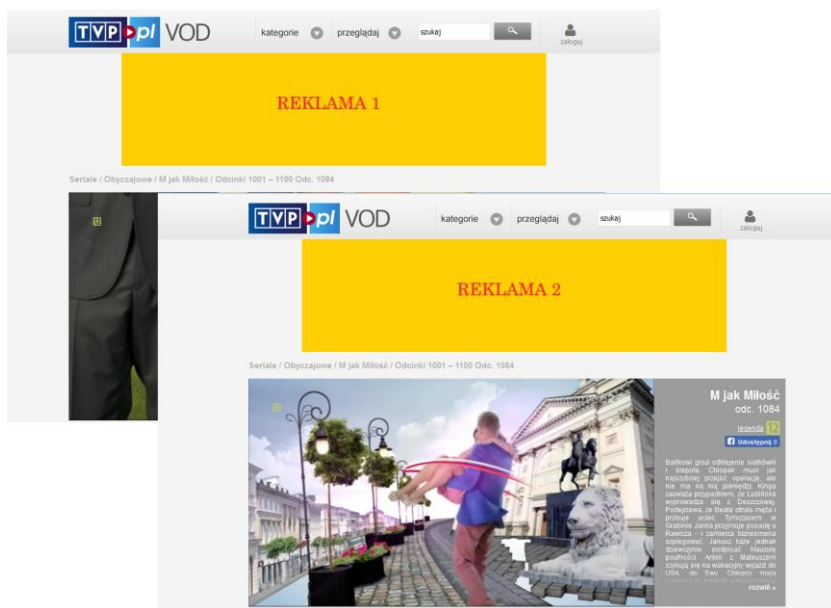 TVP pl VOD
kategorie
przeglądaj
szukaj
zaloguj
REKLAMA 1
Seriale / Obyczajowe / M jak Miłość / Odcinki 1001 – 1100 Odc. 1084
12
TVP pl VOD
kategorie
przeglądaj
szukaj
zaloguj
REKLAMA 2
Seriale / Obyczajowe / M jak Miłość / Odcinki 1001 – 1100 Odc. 1084
M jak Miłość
odc. 1084
legenda 12
Udostępnij 0
Bartkowi grozi odklejenie siatkówki
i ślepota. Chłopak musi jak
najszybciej przejść operację, ale
nie ma na nią pieniędzy. Kinga
zauważa przypadkiem, że Lubińska
wyprowadza się z Deszczowej.
Podejrzewa, że Beata otruła męża i
próbuje uciec. Tymczasem w
Grabinie Janka przyjmuje posadę u
Rawicza – i zamierza biznesmena
szpiegować. Janusz każe jednak
dziewczynie podpisać klauzulę
poufności. Antek z Mateuszem
szykują się na wakacyjny wyjazd do
USA, do Ewy. Chłopcy mają
rozwiń »